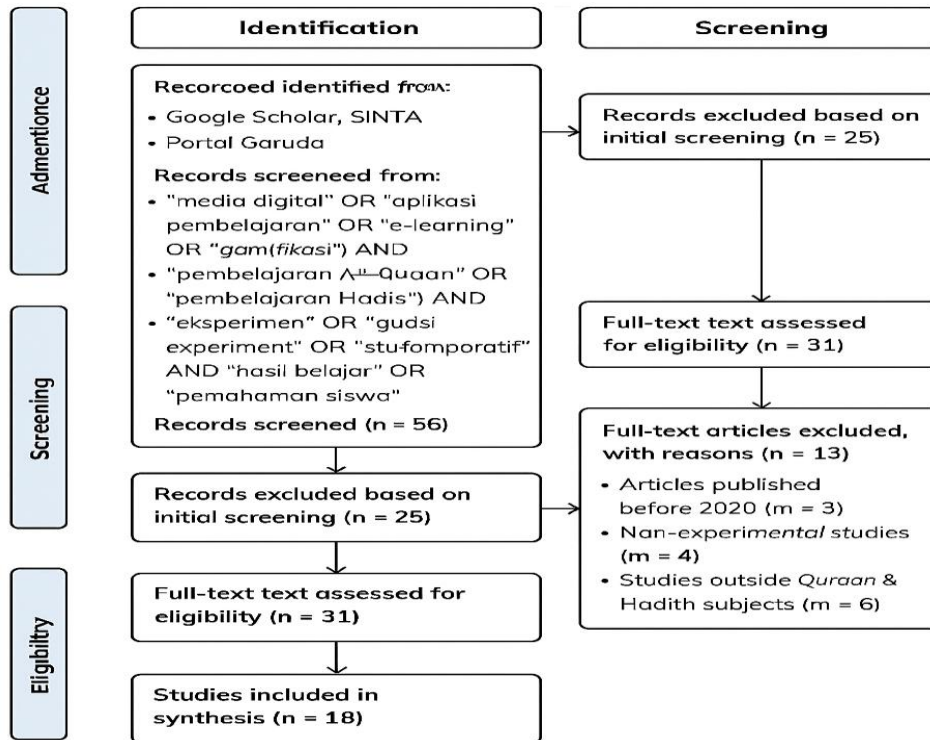 Identification
Screening
Admentionce
Screening
Eligibiltry
Recorcoed identified from:
• Google Scholar, SINTA
• Portal Garuda
Records screeneed from:
• "media digital" OR "aplikasi
pembelajaran" OR "e-learning"
OR "gam(fikasi") AND
• "pembelajaran Quaan" OR
"pembelajaran Hadis") AND
• "eksperimen" OR "gudsi
experiment" OR "stu-fomporatif"
AND "hasil belajar" OR
"pemahaman siswa"
Records screened (n = 56)
Records excluded based on
initial screening (n = 25)
Full-text text assessed for
eligibility (n = 31)
Studies included in
synthesis (n = 18)
Records excluded based on
initial screening (n = 25)
Full-text text assessed
for eligibility (n = 31)
Full-text articles excluded,
with reasons (n = 13)
• Articles published
before 2020 (m = 3)
• Nan-experimental studies
(m = 4)
• Studies outside Quraan &
Hadith subjects (m = 6)